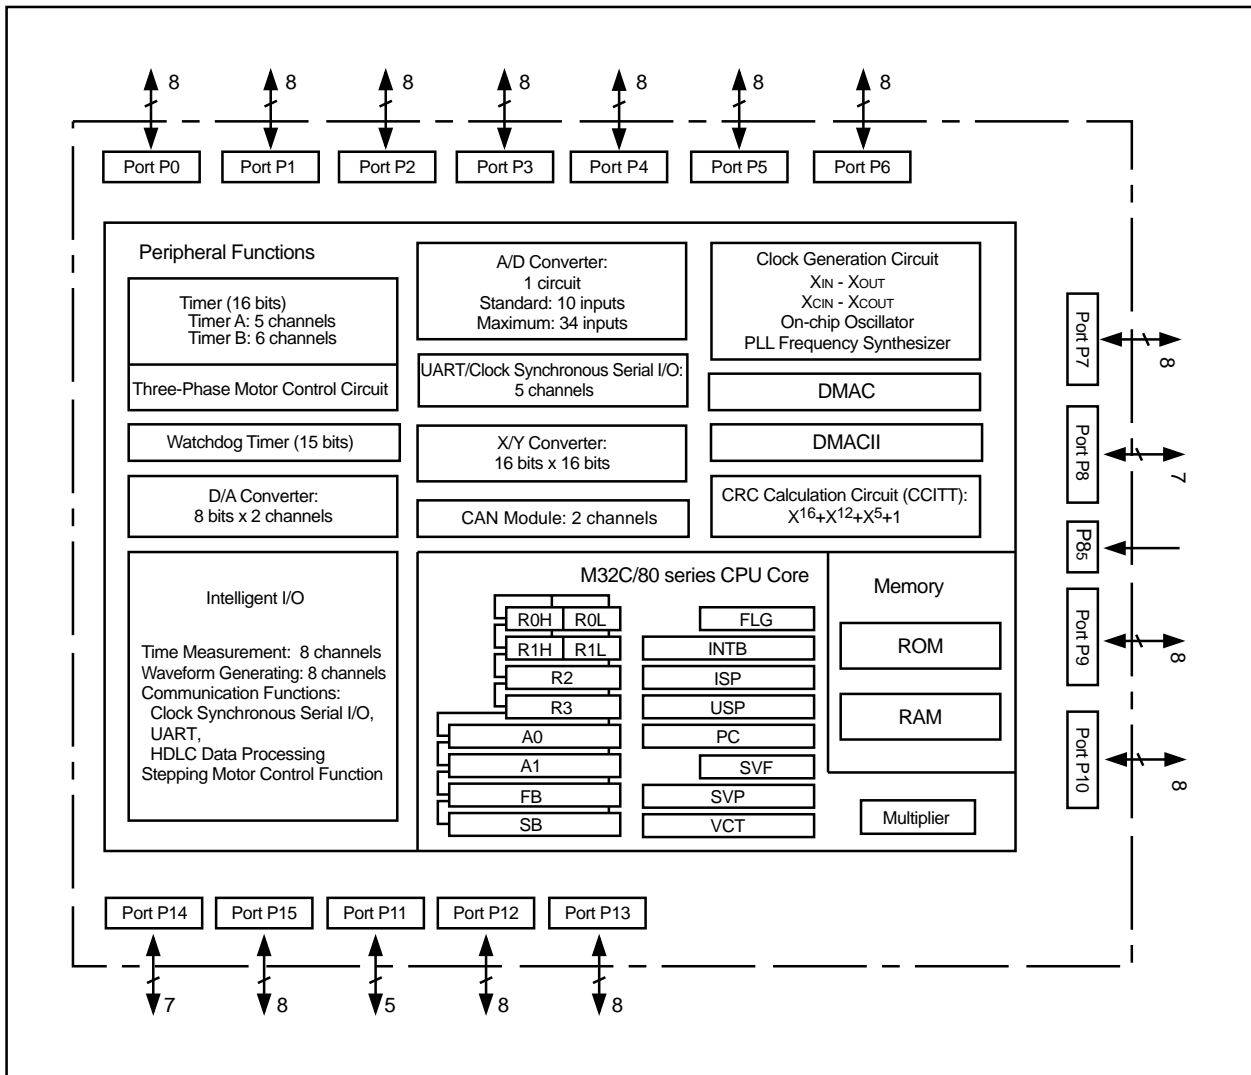 8 8 8 8 8 8 8
Port P0 Port P1 Port P2 Port P3 Port P4 Port P5 Port P6
Peripheral Functions
Timer (16 bits)
Timer A: 5 channels
Timer B: 6 channels
Three-Phase Motor Control Circuit
Watchdog Timer (15 bits)
D/A Converter:
8 bits x 2 channels
A/D Converter:
1 circuit
Standard: 10 inputs
Maximum: 34 inputs
UART/Clock Synchronous Serial I/O:
5 channels
X/Y Converter:
16 bits x 16 bits
CAN Module: 2 channels
Clock Generation Circuit
XIN - XOUT
XCIN - XCOUT
On-chip Oscillator
PLL Frequency Synthesizer
DMAC
DMACII
CRC Calculation Circuit (CCITT):
X16+X12+X5+1
Intelligent I/O
Time Measurement: 8 channels
Waveform Generating: 8 channels
Communication Functions:
Clock Synchronous Serial I/O,
UART,
HDLC Data Processing
Stepping Motor Control Function
M32C/80 series CPU Core
R0H R0L
R1H R1L
R2
R3
A0
A1
FB
SB
FLG
INTB
ISP
USP
PC
SVF
SVP
VCT
Memory
ROM
RAM
Multiplier
Port P7 8
Port P8 7
P85
Port P9 8
Port P10 8
Port P14 Port P15 Port P11 Port P12 Port P13
7 8 5 8 8